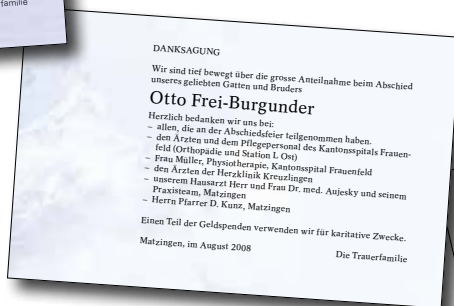 familie
DANKSAGUNG
Wir sind tief bewegt über die grosse Anteilnahme beim Abschied
unseres geliebten Gatten und Bruders
Otto Frei-Burgunder
Herzlich bedanken wir uns bei:
– allen, die an der Abschiedsfeier teilgenommen haben.
– den Ärzten und dem Pflegepersonal des Kantonsspitals Frauen-
feld (Orthopädie und Station L Ost)
– Frau Müller, Physiotherapie, Kantonsspital Frauenfeld
– den Ärzten der Herzklinik Kreuzlingen
– unserem Hausarzt Herr und Frau Dr. med. Aujesky und seinem
Praxisteam, Matzingen
– Herrn Pfarrer D. Kunz, Matzingen
Einen Teil der Geldspenden verwenden wir für karitative Zwecke.
Matzingen, im August 2008
Die Trauerfamilie